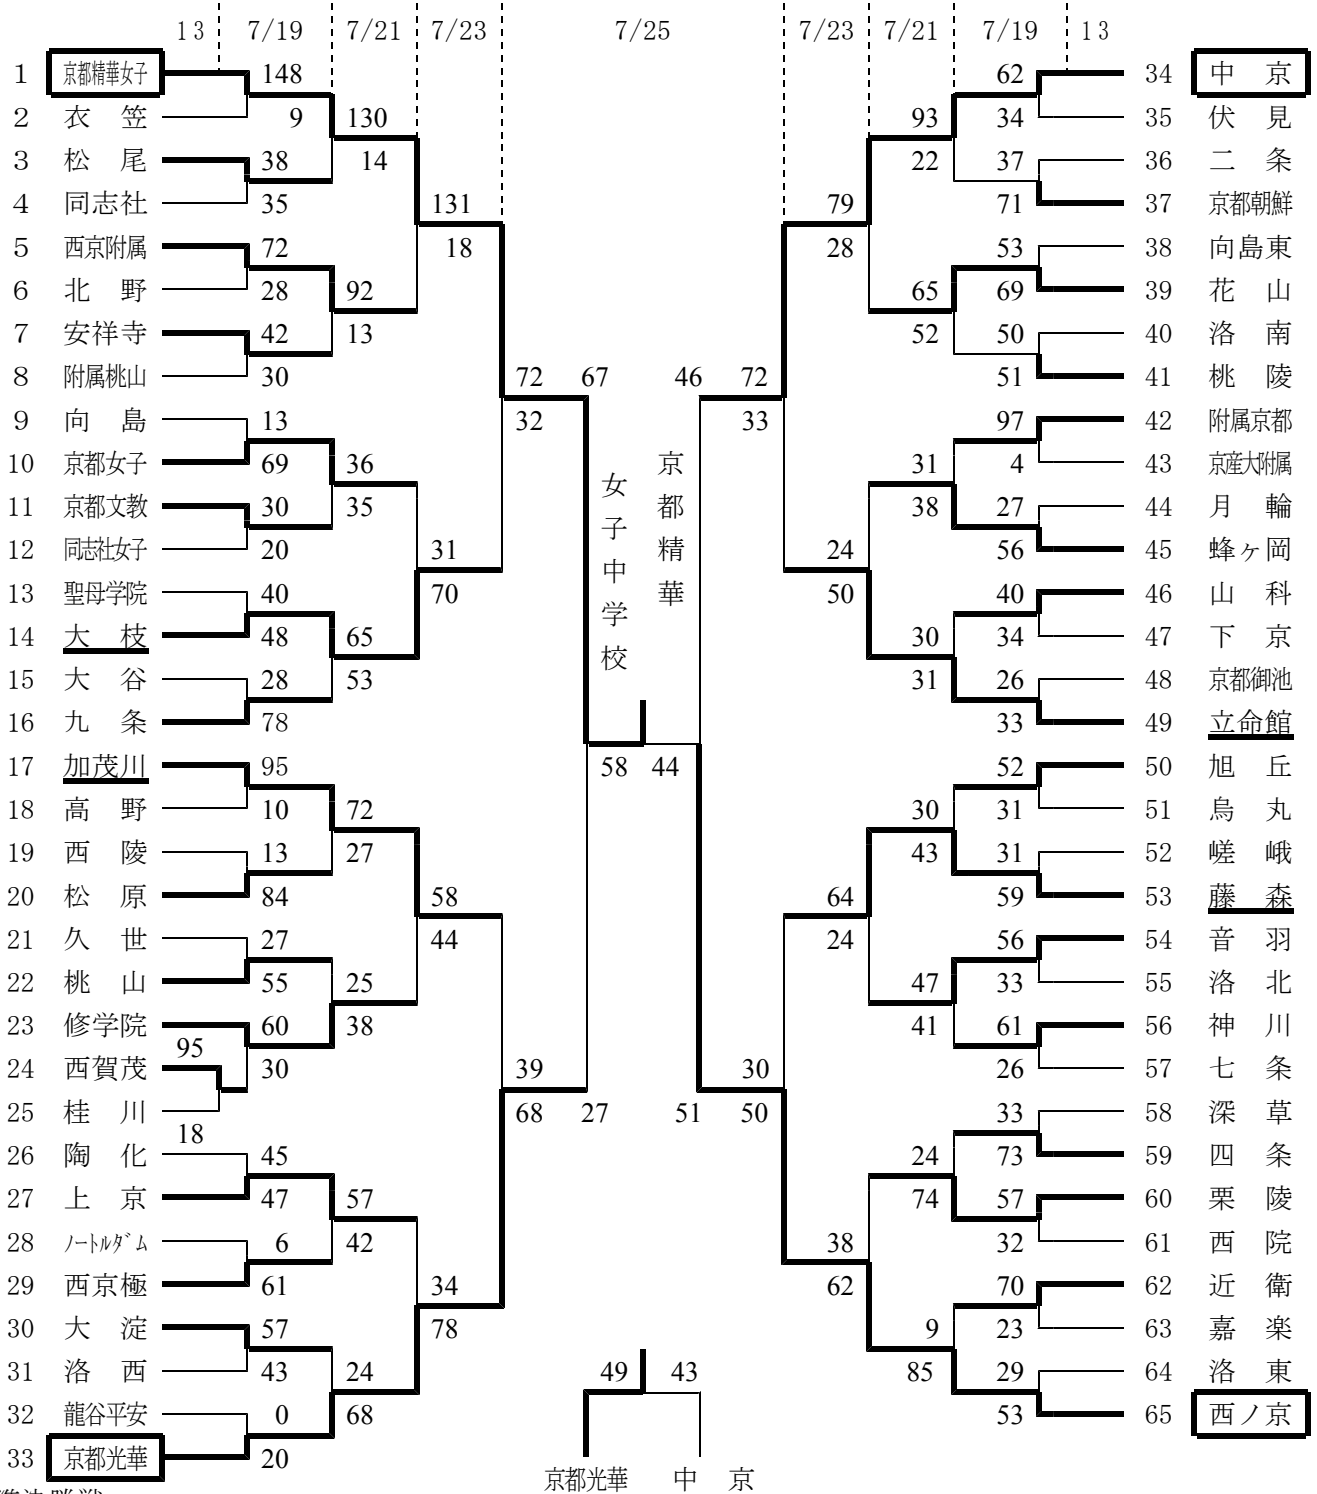 13 7/19 7/21 7/23 7/25 7/23 7/21 7/19 13
1 京都精華女子 148 62 34 中 京
2 衣 笠 9 130 93 34 35 伏 見
3 松 尾 38 14 22 37 36 二 条
4 同志社 35 131 79 71 37 京都朝鮮
5 西京附属 72 18 28 53 38 向島東
6 北 野 28 92 65 69 39 花 山
7 安祥寺 42 13 52 50 40 洛 南
8 附属桃山 30 72 67 46 72 51 41 桃 陵
9 向 島 13 32 33 97 42 附属京都
10 京都女子 69 36 31 4 43 京産大附属
11 京都文教 30 35 38 27 44 月 輪
12 同志社女子 20 31 24 56 45 蜂ヶ岡
13 聖母学院 40 70 50 40 46 山 科
14 大 枝 48 65 30 34 47 下 京
15 大 谷 28 53 31 26 48 京都御池
16 九 条 78 33 49 立命館
京都精華
女子中学校
17 加茂川 95 58 44 52 50 旭 丘
18 高 野 10 72 30 31 51 烏 丸
19 西 陵 13 27 43 31 52 嵯 峨
20 松 原 84 58 64 59 53 藤 森
21 久 世 27 44 24 56 54 音 羽
22 桃 山 55 25 47 33 55 洛 北
23 修学院 60 38 41 61 56 神 川
95
24 西賀茂 30 39 30 26 57 七 条
25 桂 川 68 27 51 50 33 58 深 草
18
26 陶 化 45 24 73 59 四 条
27 上 京 47 57 74 57 60 栗 陵
28 ノートルダム 6 42 38 32 61 西 院
29 西京極 61 34 62 70 62 近 衛
30 大 淀 57 78 9 23 63 嘉 楽
31 洛 西 43 24 49 43 85 29 64 洛 東
32 龍谷平安 0 68 53 65 西ノ京
33 京都光華 20
京都光華 中 京